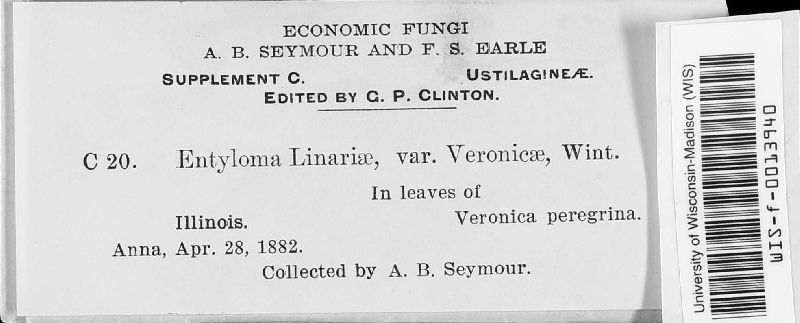 ECONOMIC FUNGI
A. B. SEYMOUR AND F. S. EARLE
SUPPLEMENT C. USTILAGINEÆ.
EDITED BY G. P. CLINTON.
C 20. Entyloma Linariæ, var. Veronicæ, Wint.
In leaves of
Illinois. Veronica peregrina.
Anna, Apr. 28, 1882.
Collected by A. B. Seymour.
University of Wisconsin-Madison (WIS)
WIS-f-0031940